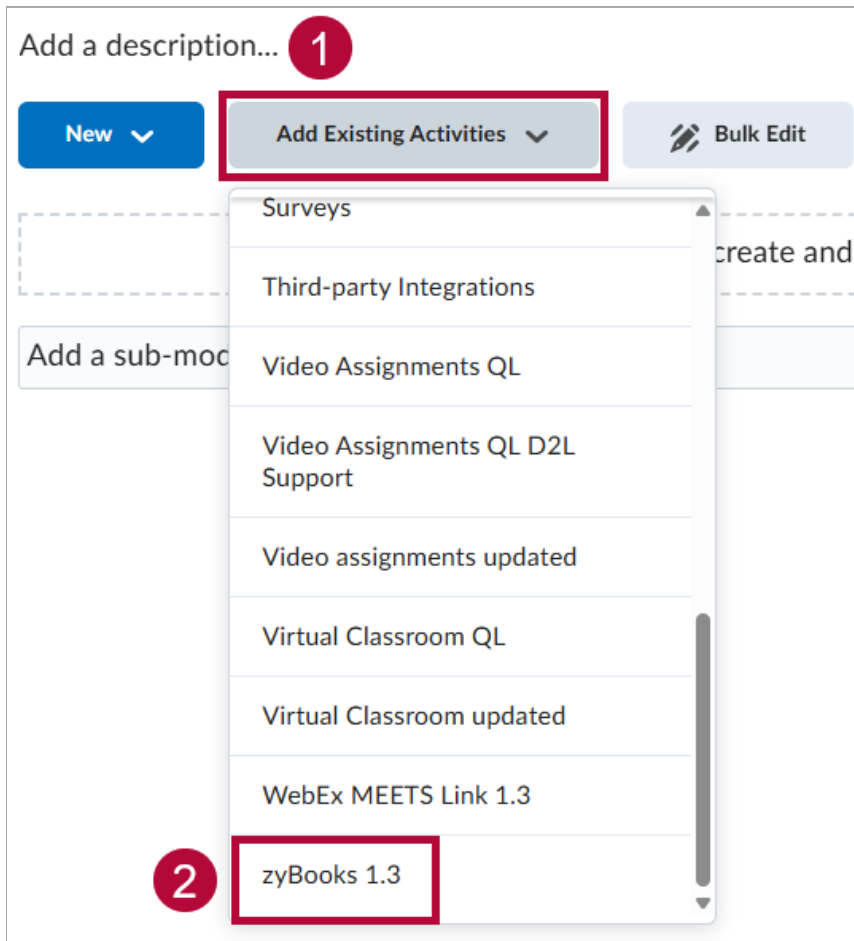 Add a description... 1
New Add Existing Activities Bulk Edit
Surveys
create and
Third-party Integrations
Add a sub-mod
Video Assignments QL
Video Assignments QL D2L
Support
Video assignments updated
Virtual Classroom QL
Virtual Classroom updated
WebEx MEETS Link 1.3
2 zyBooks 1.3